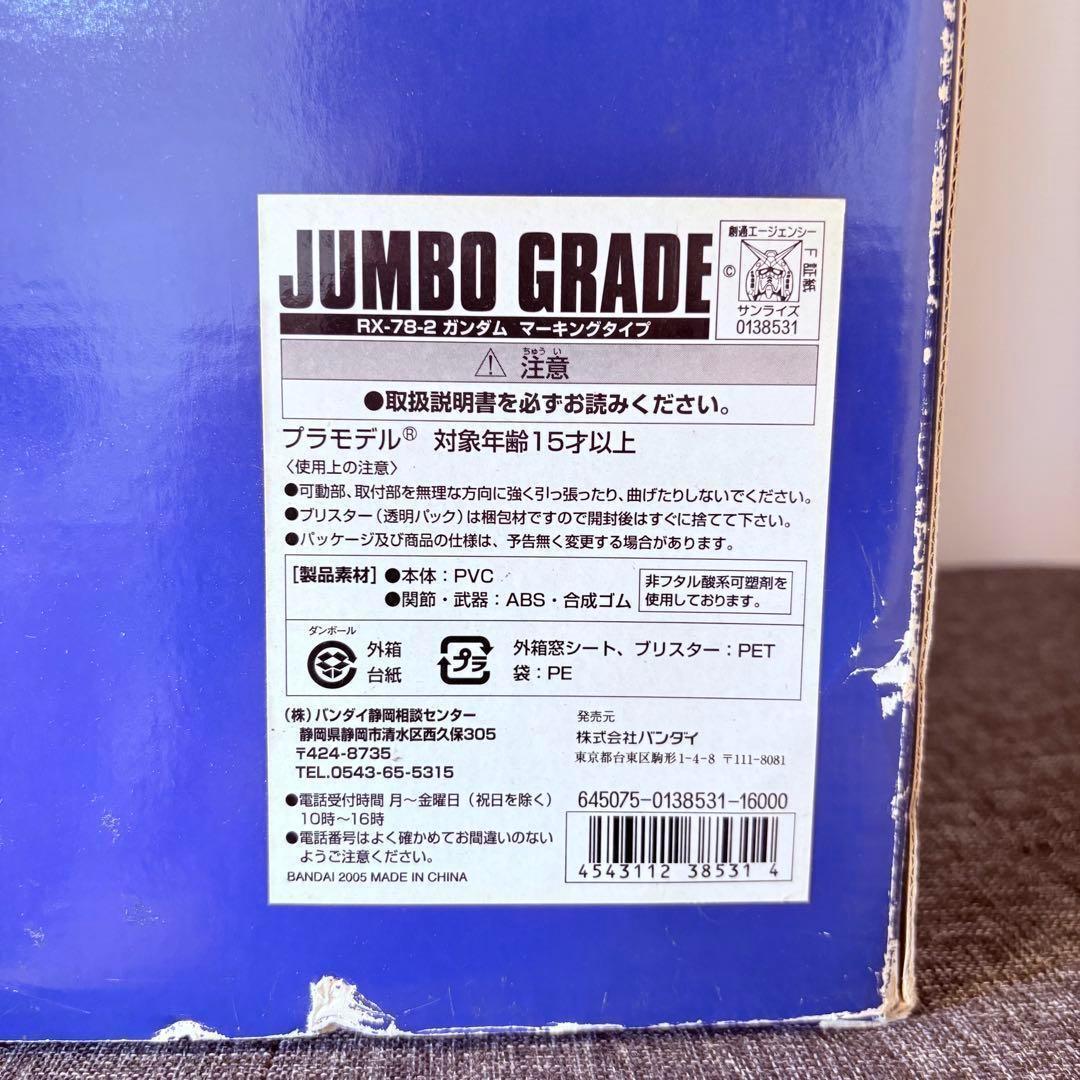 JUMBO GRADE
RX-78-2 ガンダム マーキングタイプ
創通エージェンシー
©
F証紙
サンライズ
0138531
ちゅう い
注意
●取扱説明書を必ずお読みください。
プラモデル® 対象年齢15才以上
〈使用上の注意〉
●可動部、取付部を無理な方向に強く引っ張ったり、曲げたりしないでください。
●ブリスター(透明パック)は梱包材ですので開封後はすぐに捨てて下さい。
●パッケージ及び商品の仕様は、予告無く変更する場合があります。
[製品素材] ●本体:PVC
●関節・武器:ABS・合成ゴム
非フタル酸系可塑剤を
使用しております。
ダンボール
外箱
台紙
プラ
外箱窓シート、ブリスター:PET
袋:PE
(株)バンダイ静岡相談センター
静岡県静岡市清水区西久保305
〒424-8735
TEL.0543-65-5315
●電話受付時間 月〜金曜日(祝日を除く)
10時〜16時
●電話番号はよく確かめてお間違いのない
ようご注意ください。
BANDAI 2005 MADE IN CHINA
発売元
株式会社バンダイ
東京都台東区駒形1-4-8 〒111-8081
645075-0138531-16000
4543112 38531 4